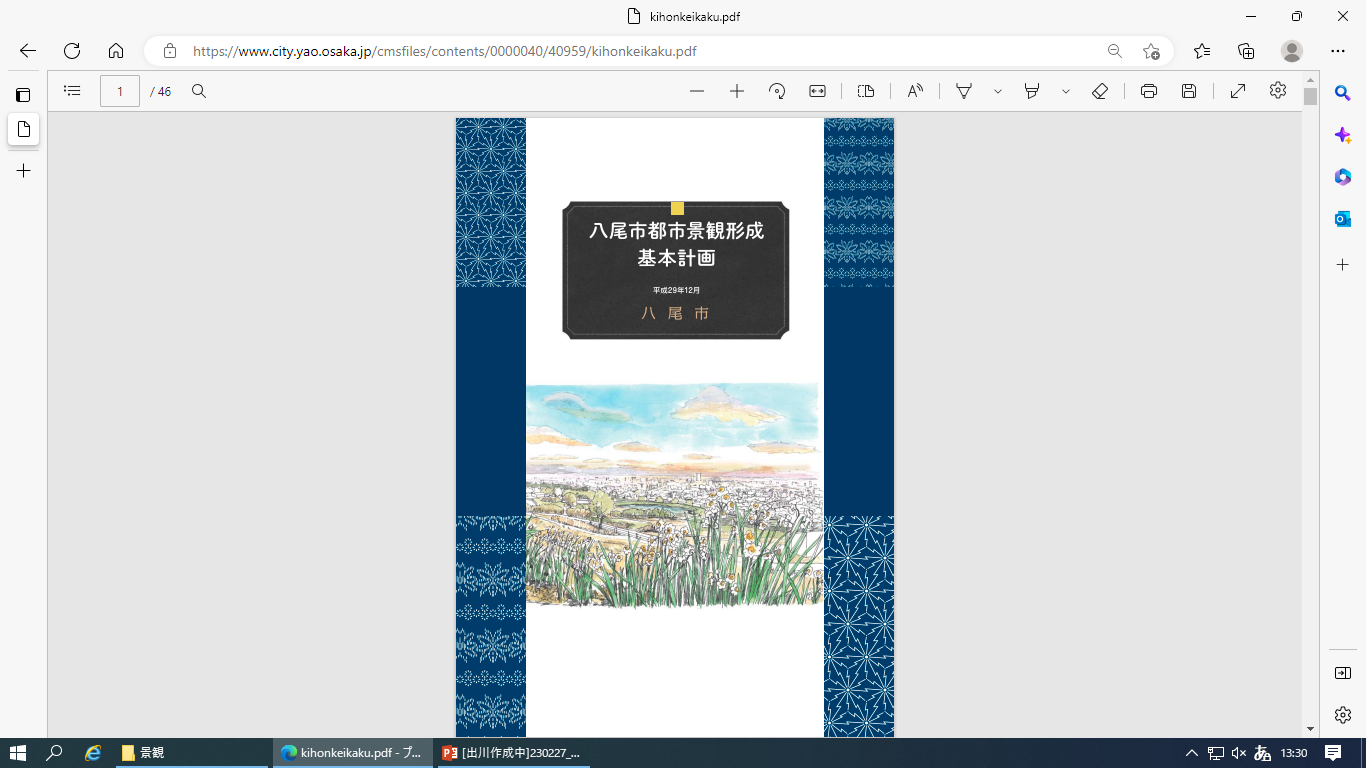 kihonkeikaku.pdf
https://www.city.yao.osaka.jp/cmsfiles/contents/0000040/40959/kihonkeikaku.pdf
1 / 46
八尾市都市景観形成
基本計画
平成29年12月
八 尾 市
景観
kihonkeikaku.pdf - プ...
[出川作成中]230227_...
あ
13:30